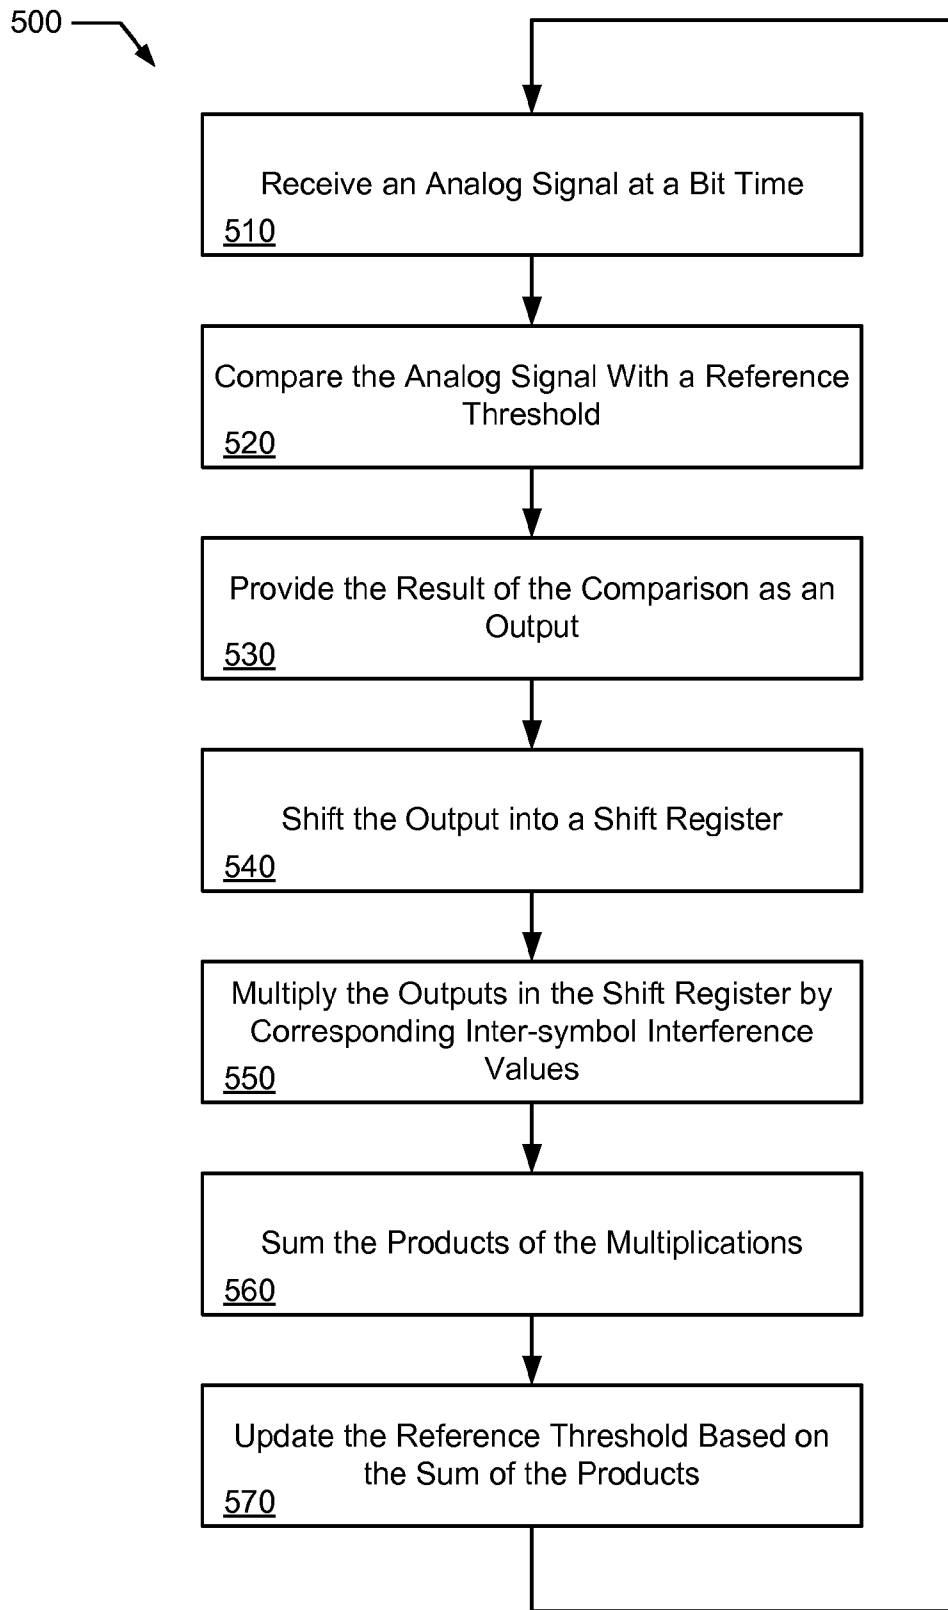 500
Receive an Analog Signal at a Bit Time
510
Compare the Analog Signal With a Reference
Threshold
520
Provide the Result of the Comparison as an
Output
530
Shift the Output into a Shift Register
540
Multiply the Outputs in the Shift Register by
Corresponding Inter-symbol Interference
Values
550
Sum the Products of the Multiplications
560
Update the Reference Threshold Based on
the Sum of the Products
570